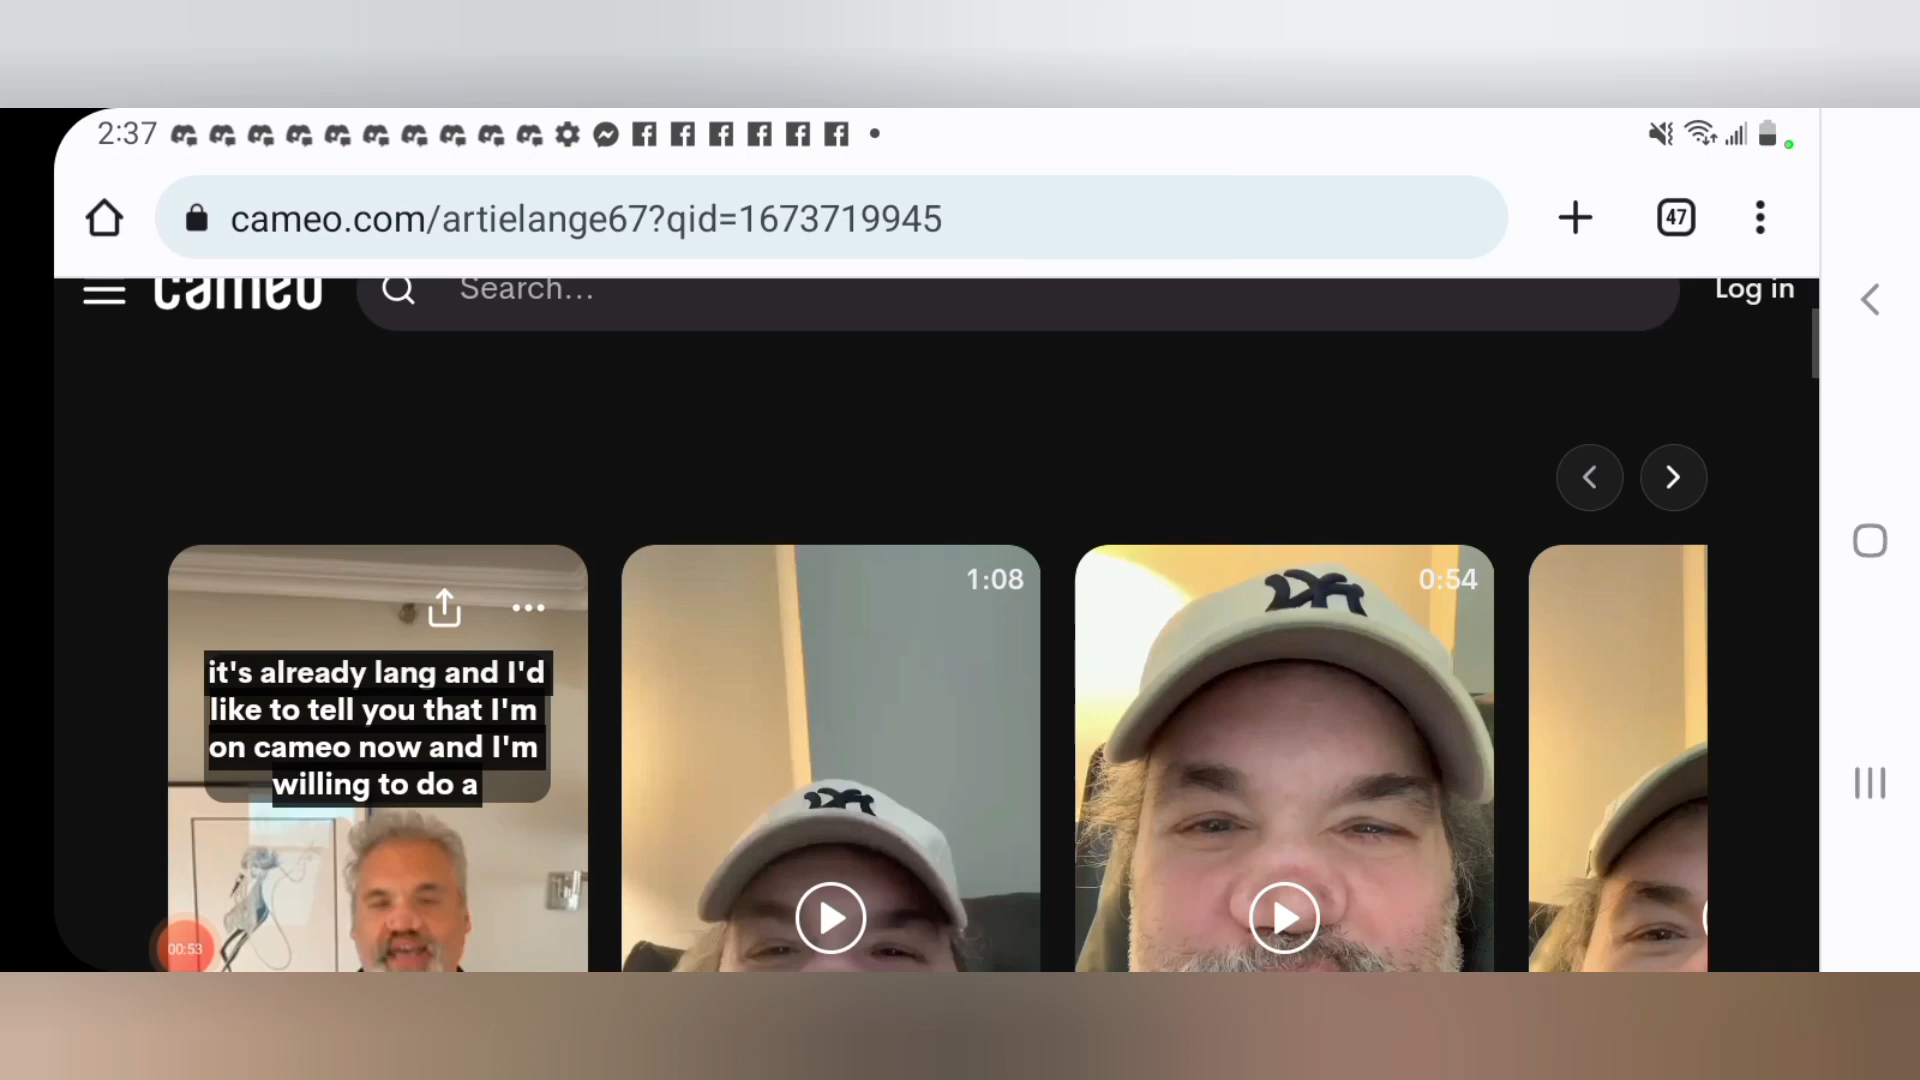 2:37
cameo.com/artielange67?qid=1673719945
47
cameo
Search...
Log in
1:08
0:54
it's already lang and I'd
like to tell you that I'm
on cameo now and I'm
willing to do a
00:53